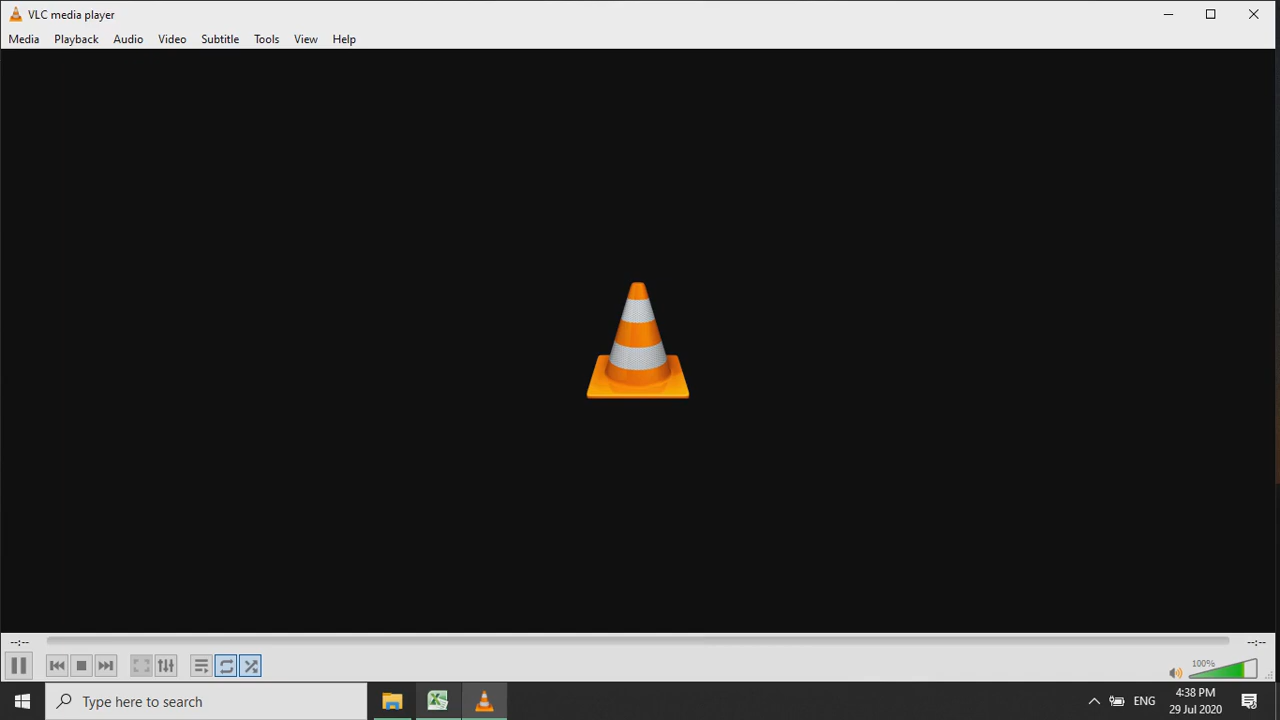 VLC media player
Media Playback Audio Video Subtitle Tools View Help
--:-- --:--
100%
Type here to search
ENG
4:38 PM
29 Jul 2020